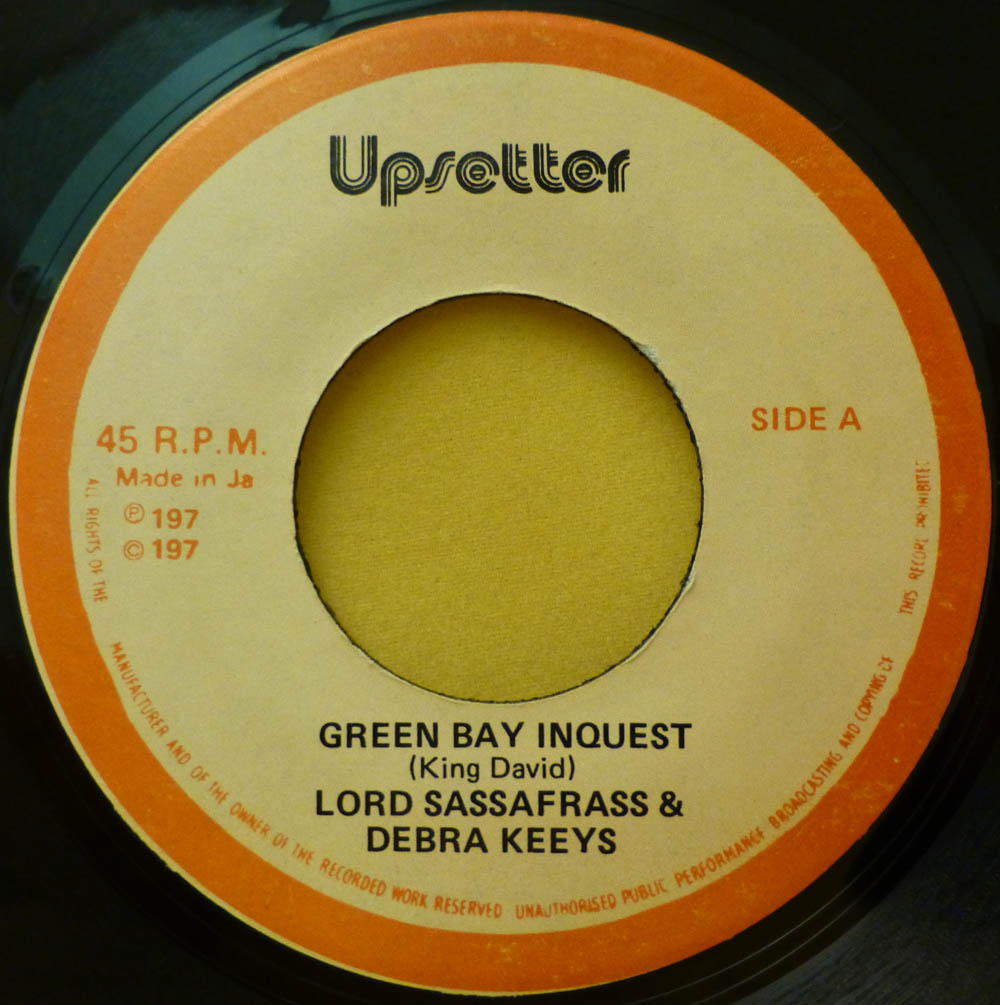 Upsetter
SIDE A
45 R.P.M.
Made in Ja
℗ 197
© 197
GREEN BAY INQUEST
(King David)
LORD SASSAFRASS &
DEBRA KEEYS
ALL RIGHTS OF THE MANUFACTURER AND OF THE OWNER OF THE RECORDED WORK RESERVED UNAUTHORISED PUBLIC PERFORMANCE BROADCASTING AND COPYING OF THIS RECORD PROHIBITED